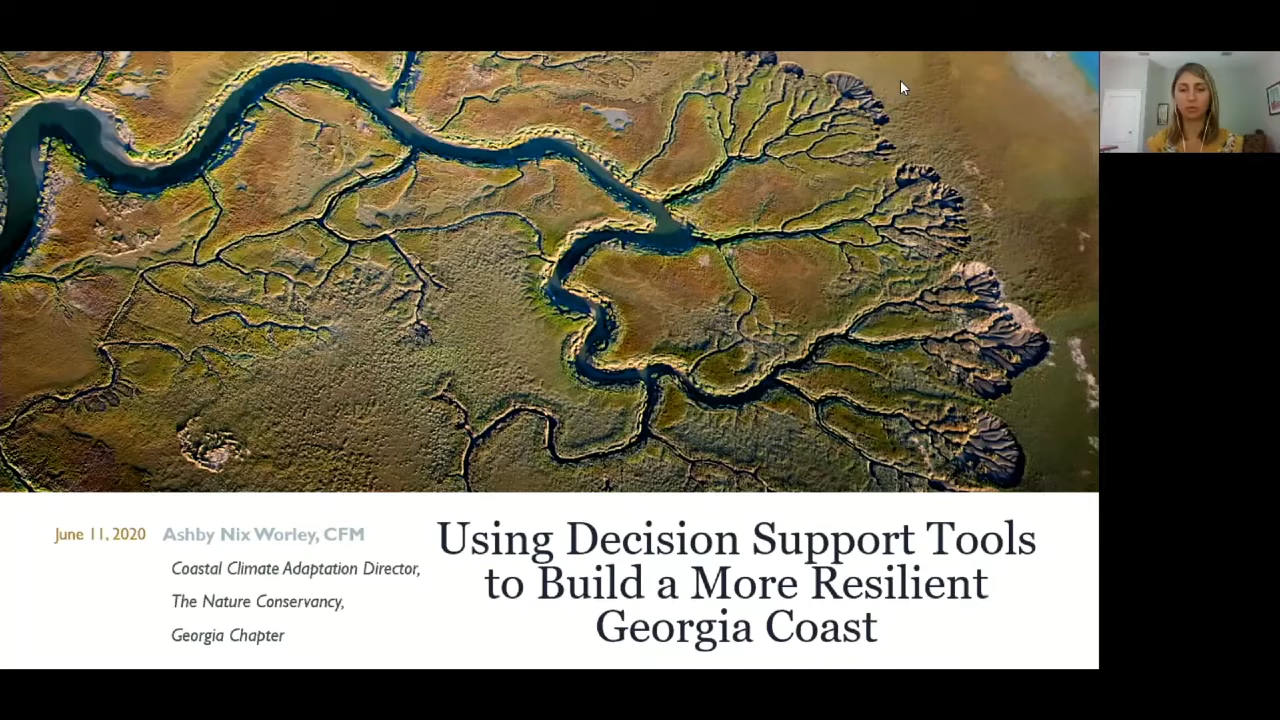 June 11, 2020 Ashby Nix Worley, CFM
Coastal Climate Adaptation Director,
The Nature Conservancy,
Georgia Chapter
Using Decision Support Tools
to Build a More Resilient
Georgia Coast